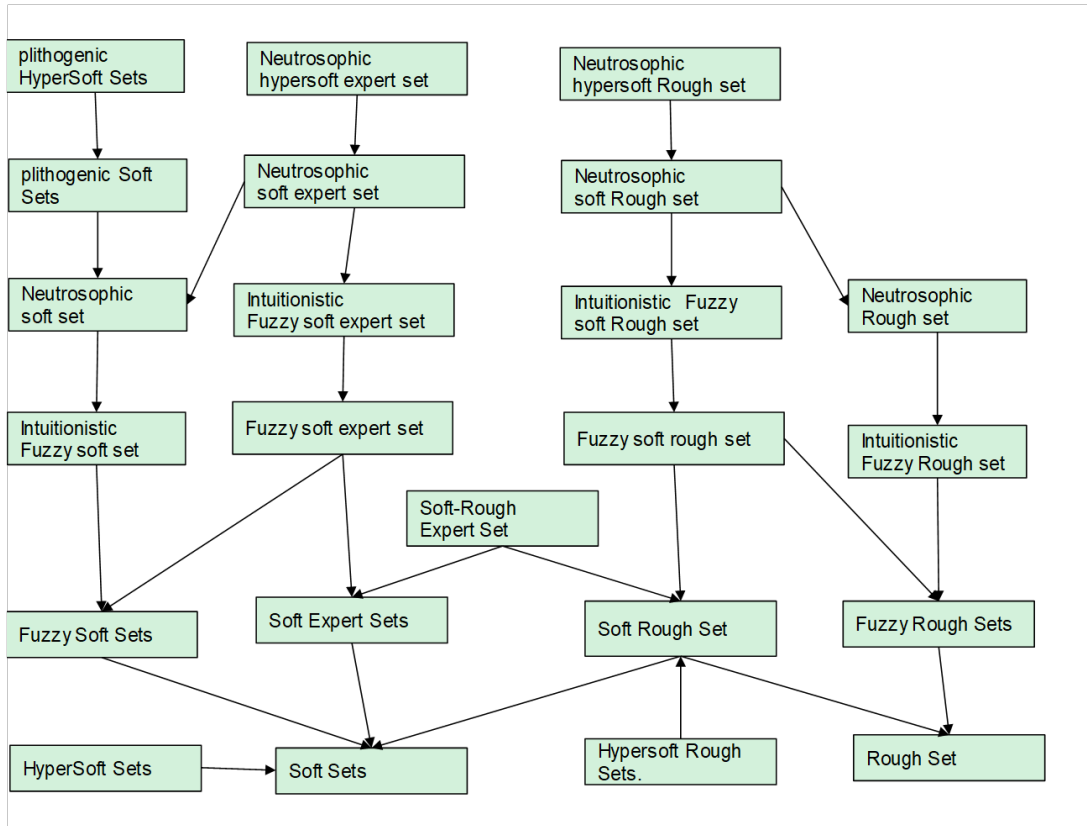 plithogenic
HyperSoft Sets
Neutrosophic
hypersoft expert set
Neutrosophic
hypersoft Rough set
plithogenic Soft
Sets
Neutrosophic
soft expert set
Neutrosophic
soft Rough set
Neutrosophic
soft set
Intuitionistic
Fuzzy soft expert set
Intuitionistic Fuzzy
soft Rough set
Neutrosophic
Rough set
Intuitionistic
Fuzzy soft set
Fuzzy soft expert set
Fuzzy soft rough set
Intuitionistic
Fuzzy Rough set
Soft-Rough
Expert Set
Fuzzy Soft Sets
Soft Expert Sets
Soft Rough Set
Fuzzy Rough Sets
HyperSoft Sets
Soft Sets
Hypersoft Rough
Sets.
Rough Set